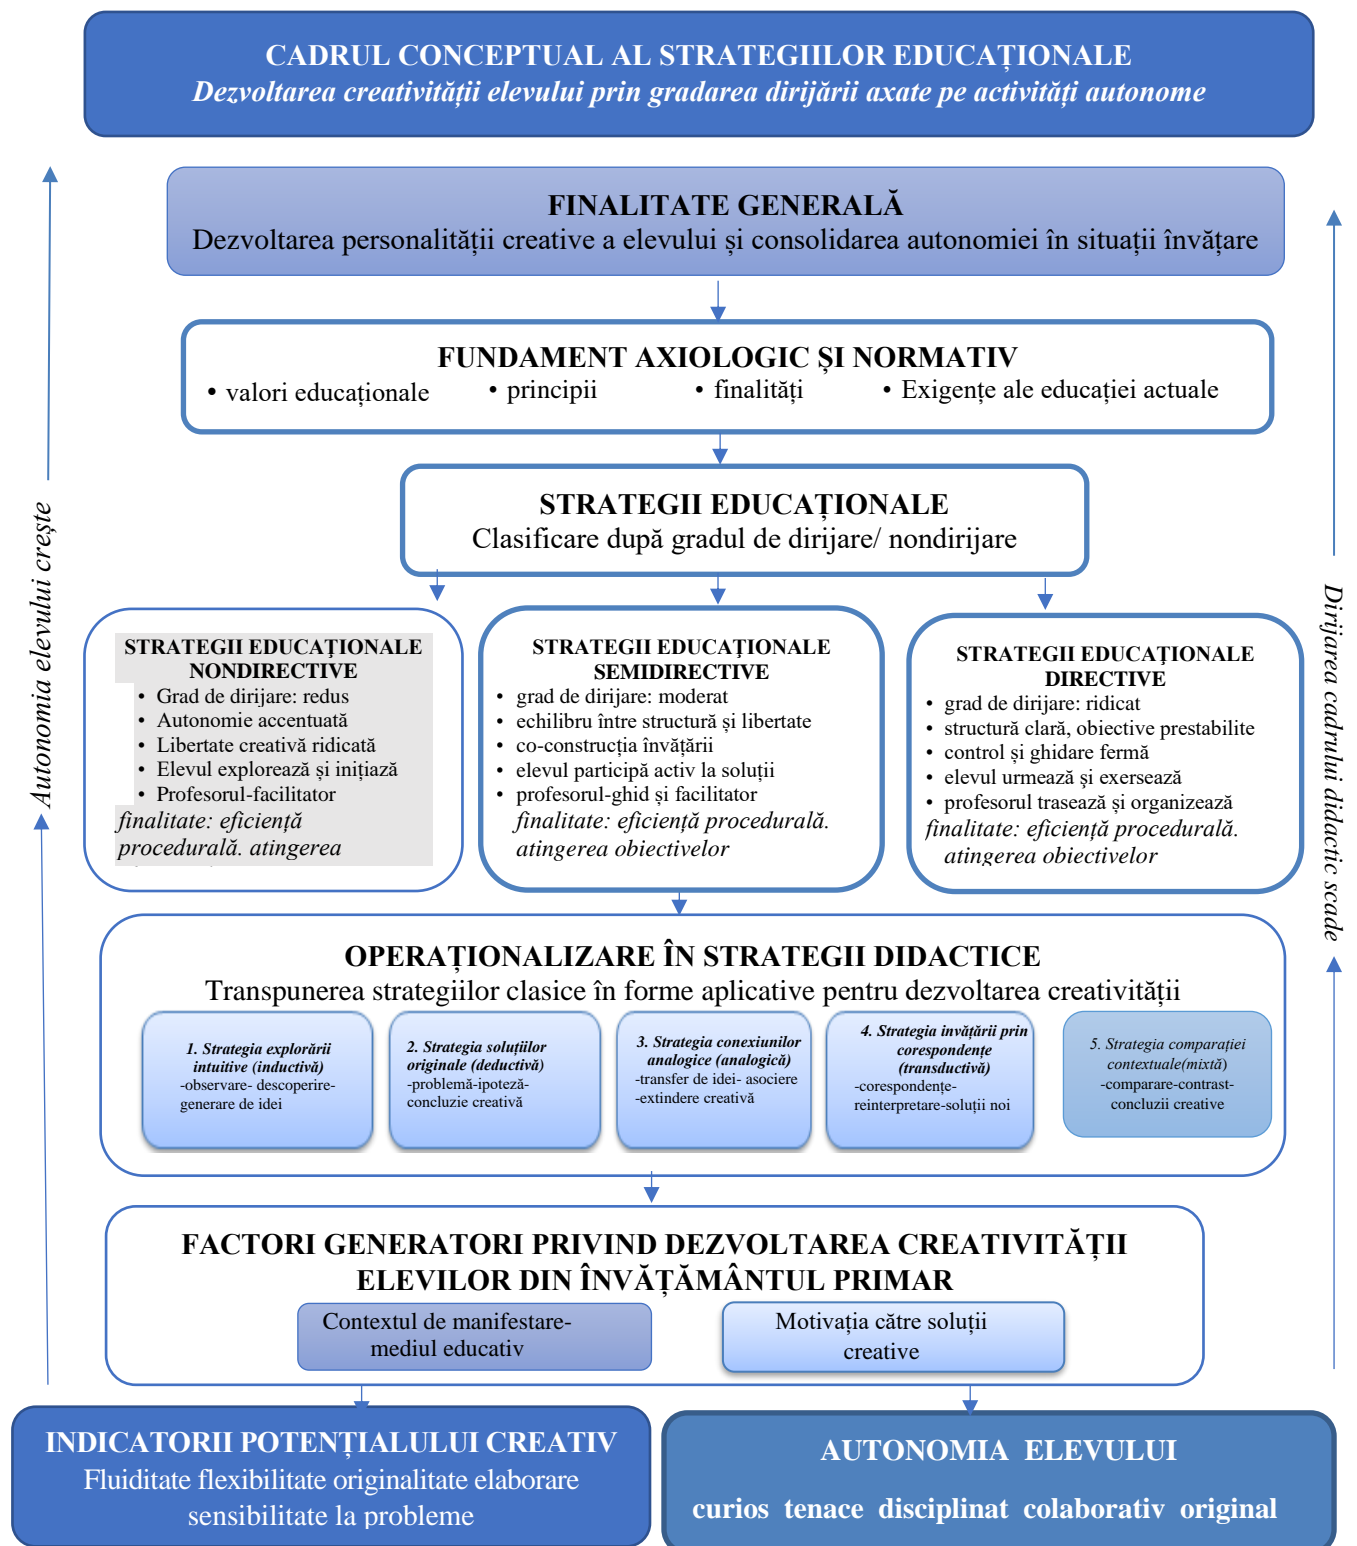 CADRUL CONCEPTUAL AL STRATEGIILOR EDUCAȚIONALE
Dezvoltarea creativității elevului prin gradarea dirijării axate pe activități autonome
FINALITATE GENERALĂ
Dezvoltarea personalității creative a elevului și consolidarea autonomiei în situații învățare
FUNDAMENT AXIOLOGIC ȘI NORMATIV
• valori educaționale • principii • finalități • Exigențe ale educației actuale
STRATEGII EDUCAȚIONALE
Clasificare după gradul de dirijare/ nondirijare
Autonomia elevului crește
Dirijarea cadrului didactic scade
STRATEGII EDUCAŢIONALE
NONDIRECTIVE
• Grad de dirijare: redus
• Autonomie accentuată
• Libertate creativă ridicată
• Elevul explorează și inițiază
• Profesorul-facilitator
finalitate: eficiență
procedurală. atingerea
STRATEGII EDUCAȚIONALE
SEMIDIRECTIVE
• grad de dirijare: moderat
• echilibru între structură și libertate
• co-construcția învățării
• elevul participă activ la soluții
• profesorul-ghid și facilitator
finalitate: eficiență procedurală.
atingerea obiectivelor
STRATEGII EDUCAŢIONALE
DIRECTIVE
• grad de dirijare: ridicat
• structură clară, obiective prestabilite
• control și ghidare fermă
• elevul urmează şi exersează
• profesorul trasează și organizează
finalitate: eficiență procedurală.
atingerea obiectivelor
OPERAȚIONALIZARE ÎN STRATEGII DIDACTICE
Transpunerea strategiilor clasice în forme aplicative pentru dezvoltarea creativității
1. Strategia explorării
intuitive (inductivă)
-observare- descoperire-
generare de idei
2. Strategia soluțiilor
originale (deductivă)
-problemă-ipoteză-
concluzie creativă
3. Strategia conexiunilor
analogice (analogică)
-transfer de idei- asociere
-extindere creativă
4. Strategia invățării prin
corespondențe
(transductivă)
-corespondențe-
reinterpretare-soluții noi
5. Strategia comparației
contextuale(mixtă)
-comparare-contrast-
concluzii creative
FACTORI GENERATORI PRIVIND DEZVOLTAREA CREATIVITĂȚII
ELEVILOR DIN ÎNVĂȚĂMÂNTUL PRIMAR
Contextul de manifestare-
mediul educativ
Motivația către soluții
creative
INDICATORII POTENȚIALULUI CREATIV
Fluiditate flexibilitate originalitate elaborare
sensibilitate la probleme
AUTONOMIA ELEVULUI
curios tenace disciplinat colaborativ original